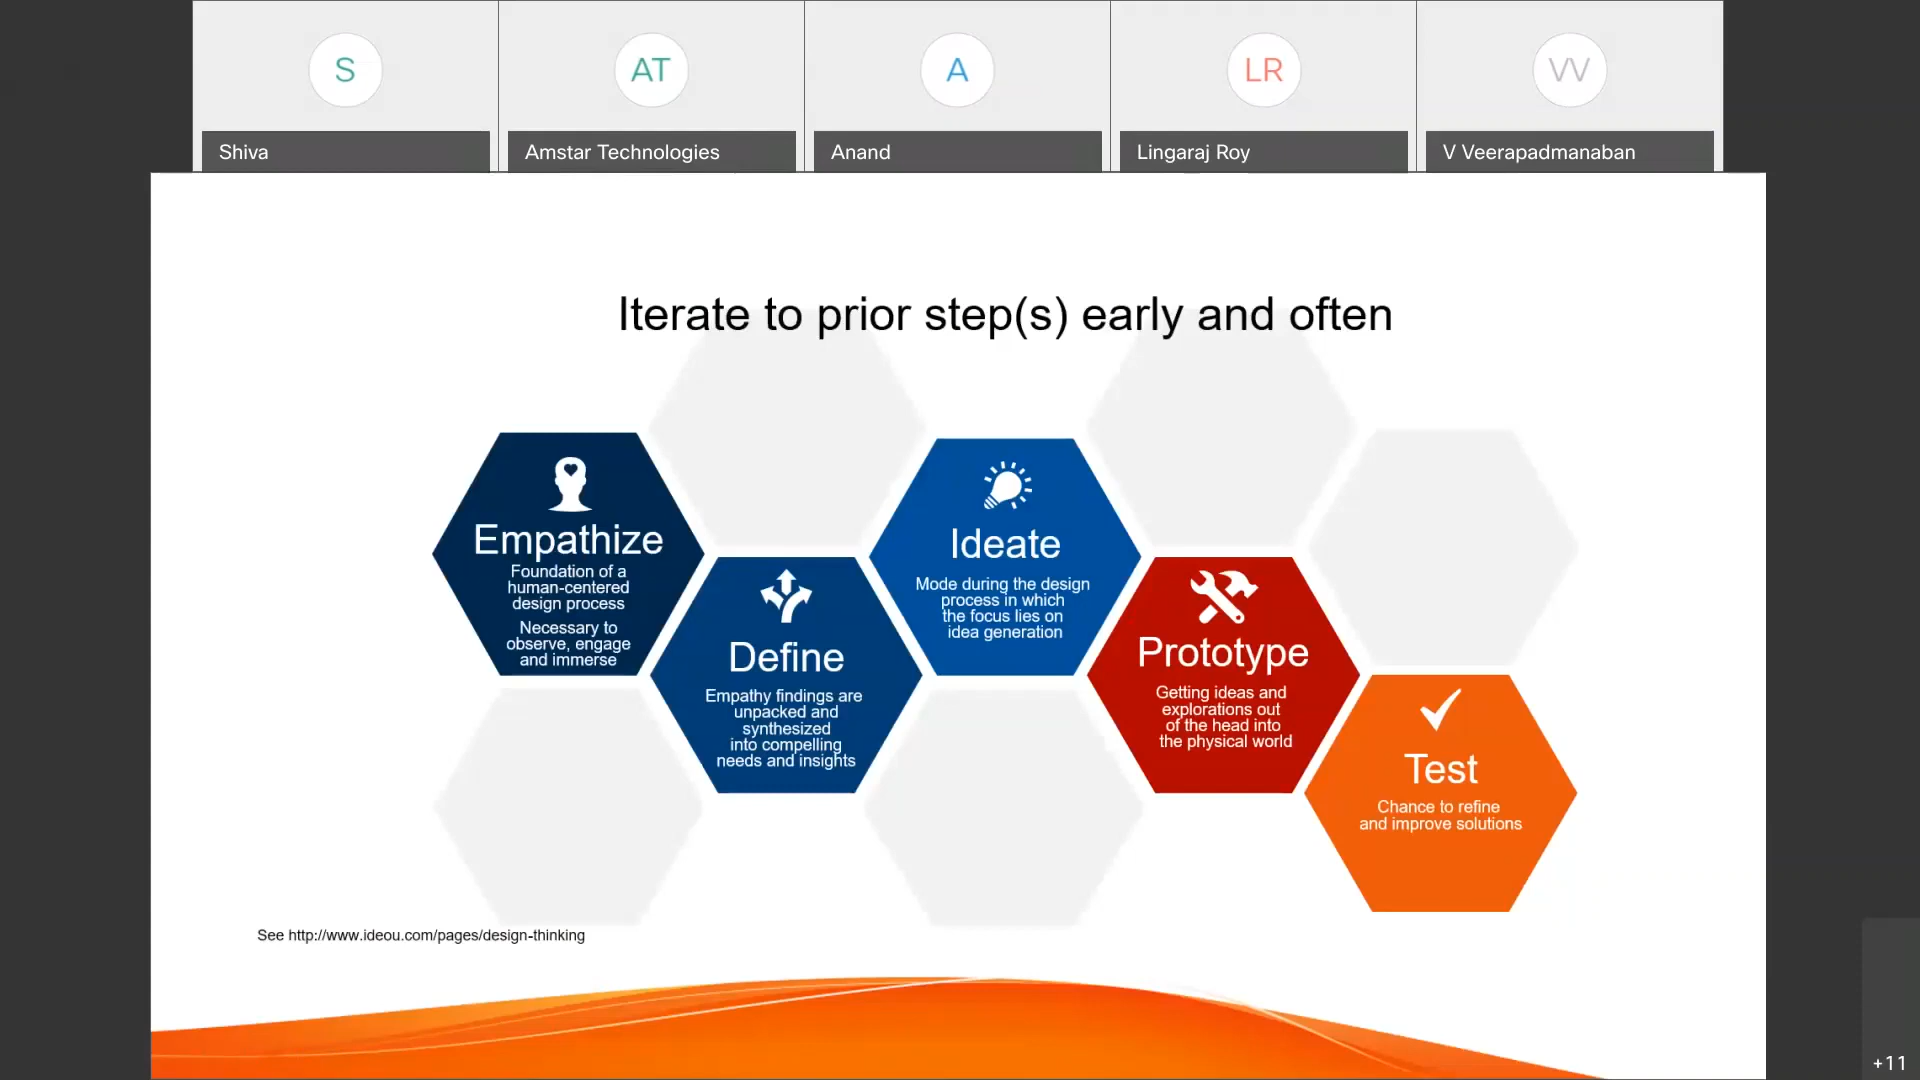 S
AT
A
LR
VV
Shiva
Amstar Technologies
Anand
Lingaraj Roy
V Veerapadmanaban
Iterate to prior step(s) early and often
Empathize
Foundation of a
human-centered
design process
Necessary to
observe, engage
and immerse
Define
Empathy findings are
unpacked and
synthesized
into compelling
needs and insights
Ideate
Mode during the design
process in which
the focus lies on
idea generation
Prototype
Getting ideas and
explorations out
of the head into
the physical world
Test
Chance to refine
and improve solutions
See http://www.ideou.com/pages/design-thinking
+11